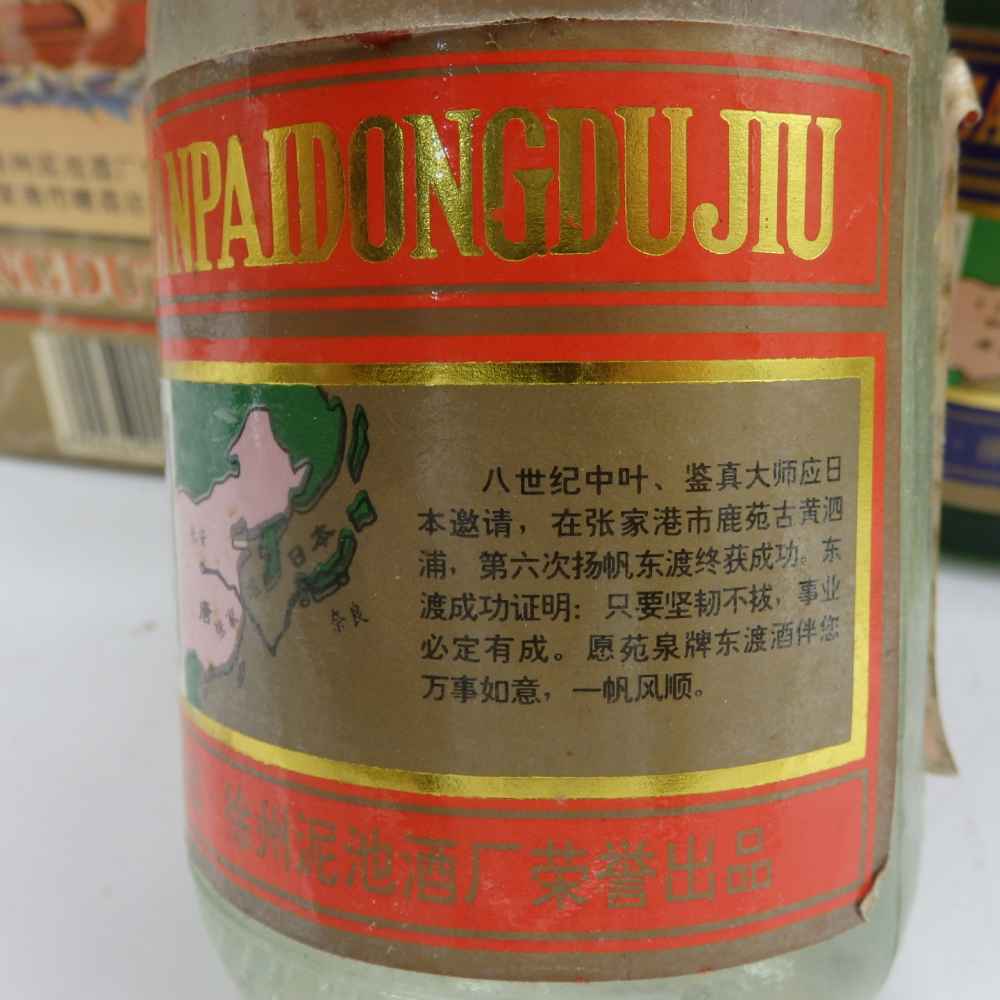 NPAIDONGDUJIU
八世纪中叶、鉴真大师应日
本邀请，在张家港市鹿苑古黄泗
浦，第六次扬帆东渡终获成功。东
渡成功证明：只要坚韧不拔，事业
必定有成。愿苑泉牌东渡酒伴您
万事如意，一帆风顺。
日本
奈良
唐
徐州泥池酒厂荣誉出品
NGDU